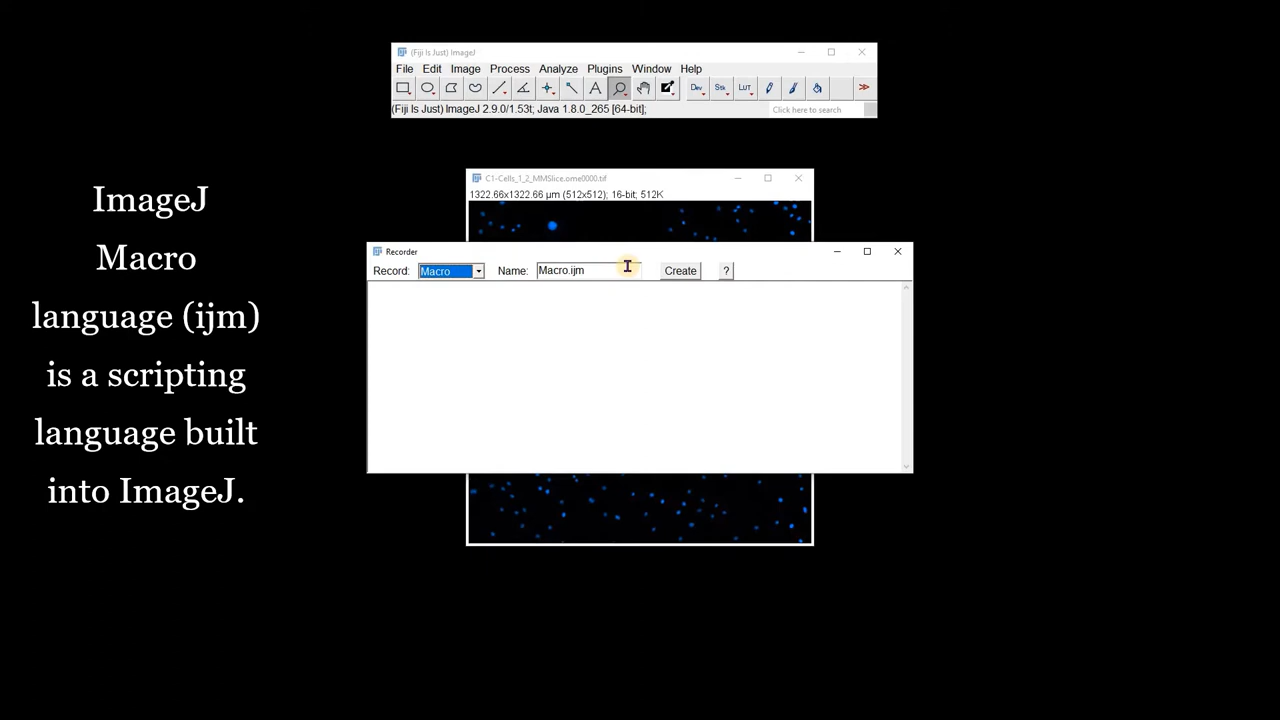 (Fiji Is Just) ImageJ
File Edit Image Process Analyze Plugins Window Help
Dev Stk LUT
(Fiji Is Just) ImageJ 2.9.0/1.53t; Java 1.8.0_265 [64-bit]; Click here to search
ImageJ
Macro
language (ijm)
is a scripting
language built
into ImageJ.
C1-Cells_1_2_MMSlice.ome0000.tif
1322.66x1322.66 µm (512x512); 16-bit; 512K
Recorder
Record: Macro Name: Macro.ijm Create ?